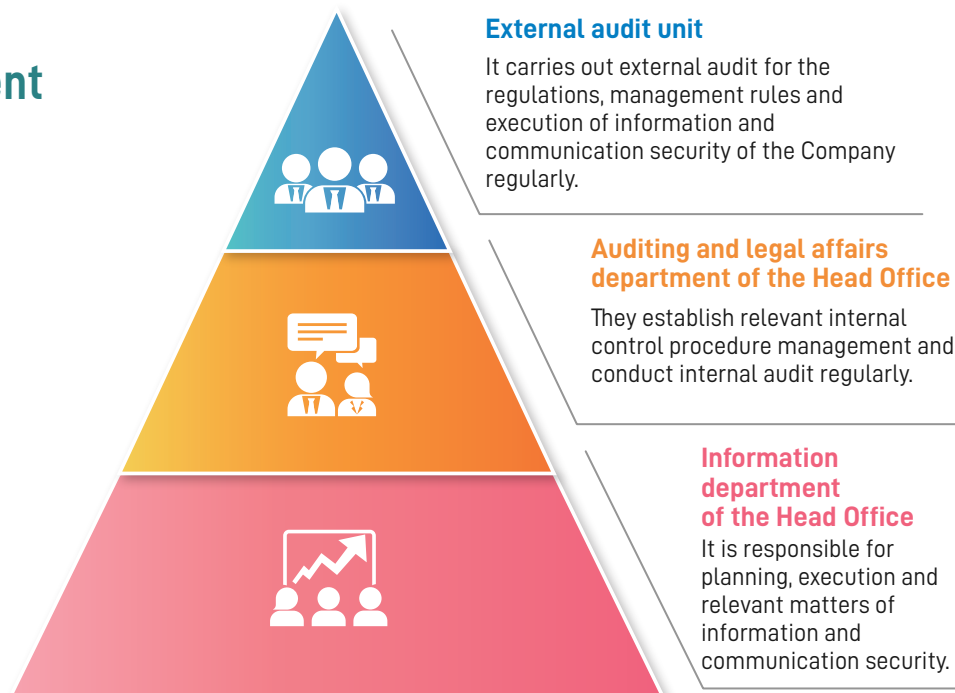 External audit unit
It carries out external audit for the
regulations, management rules and
execution of information and
communication security of the Company
regularly.
Auditing and legal affairs
department of the Head Office
They establish relevant internal
control procedure management and
conduct internal audit regularly.
Information
department
of the Head Office
It is responsible for
planning, execution and
relevant matters of
information and
communication security.